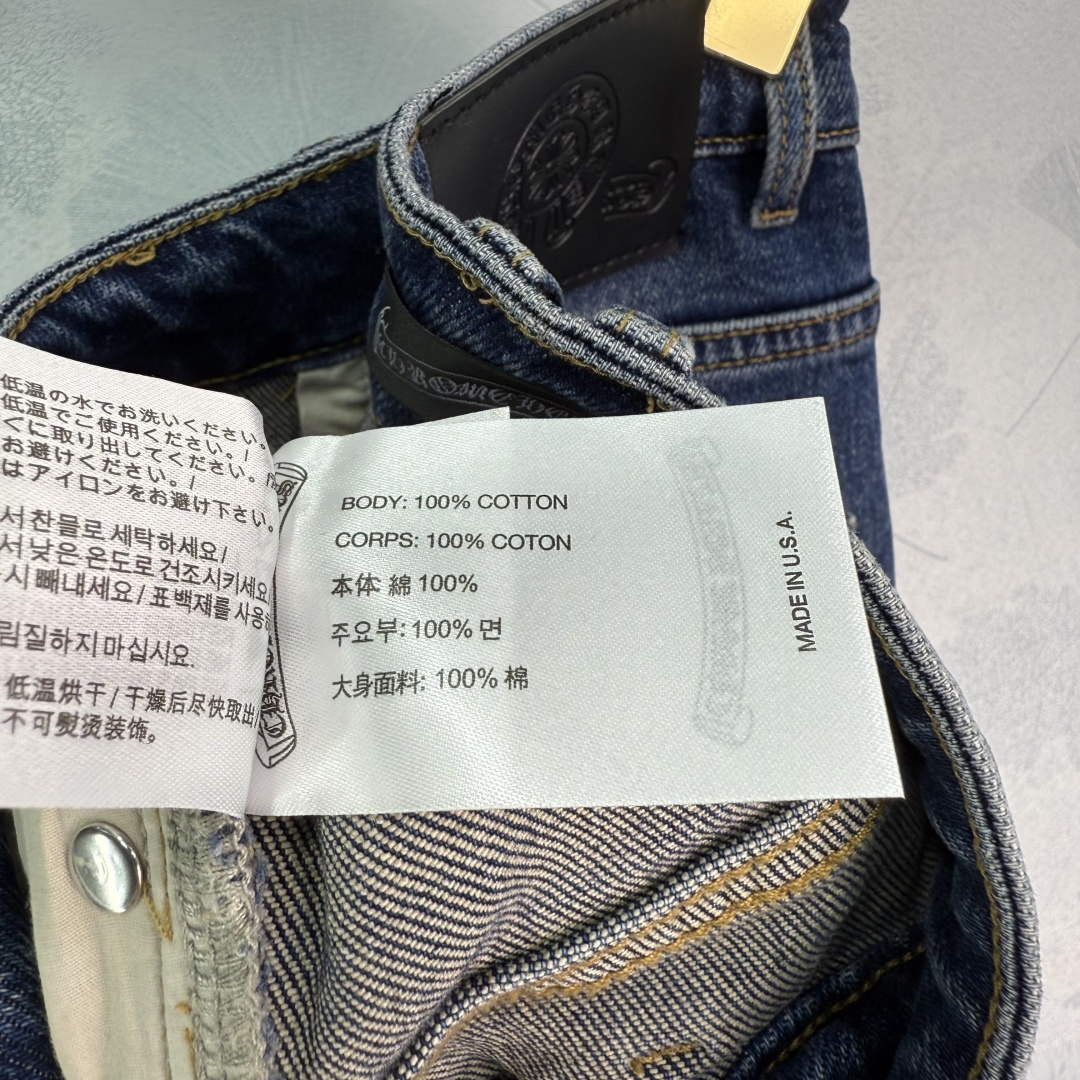 低温の水でお洗いください。
低温でご使用ください。/
ぐに取り出してください。
お避けください。/
はアイロンをお避け下さい。
서 찬물로 세탁하세요/
서 낮은 온도로 건조시키세요
시 빼내세요/표백제를 사용
림질하지 마십시요.
低温烘干/干燥后尽快取出/
不可熨烫装饰。
BODY: 100% COTTON
CORPS: 100% COTON
本体 綿 100%
주요부: 100% 면
大身面料: 100% 棉
MADE IN U.S.A.